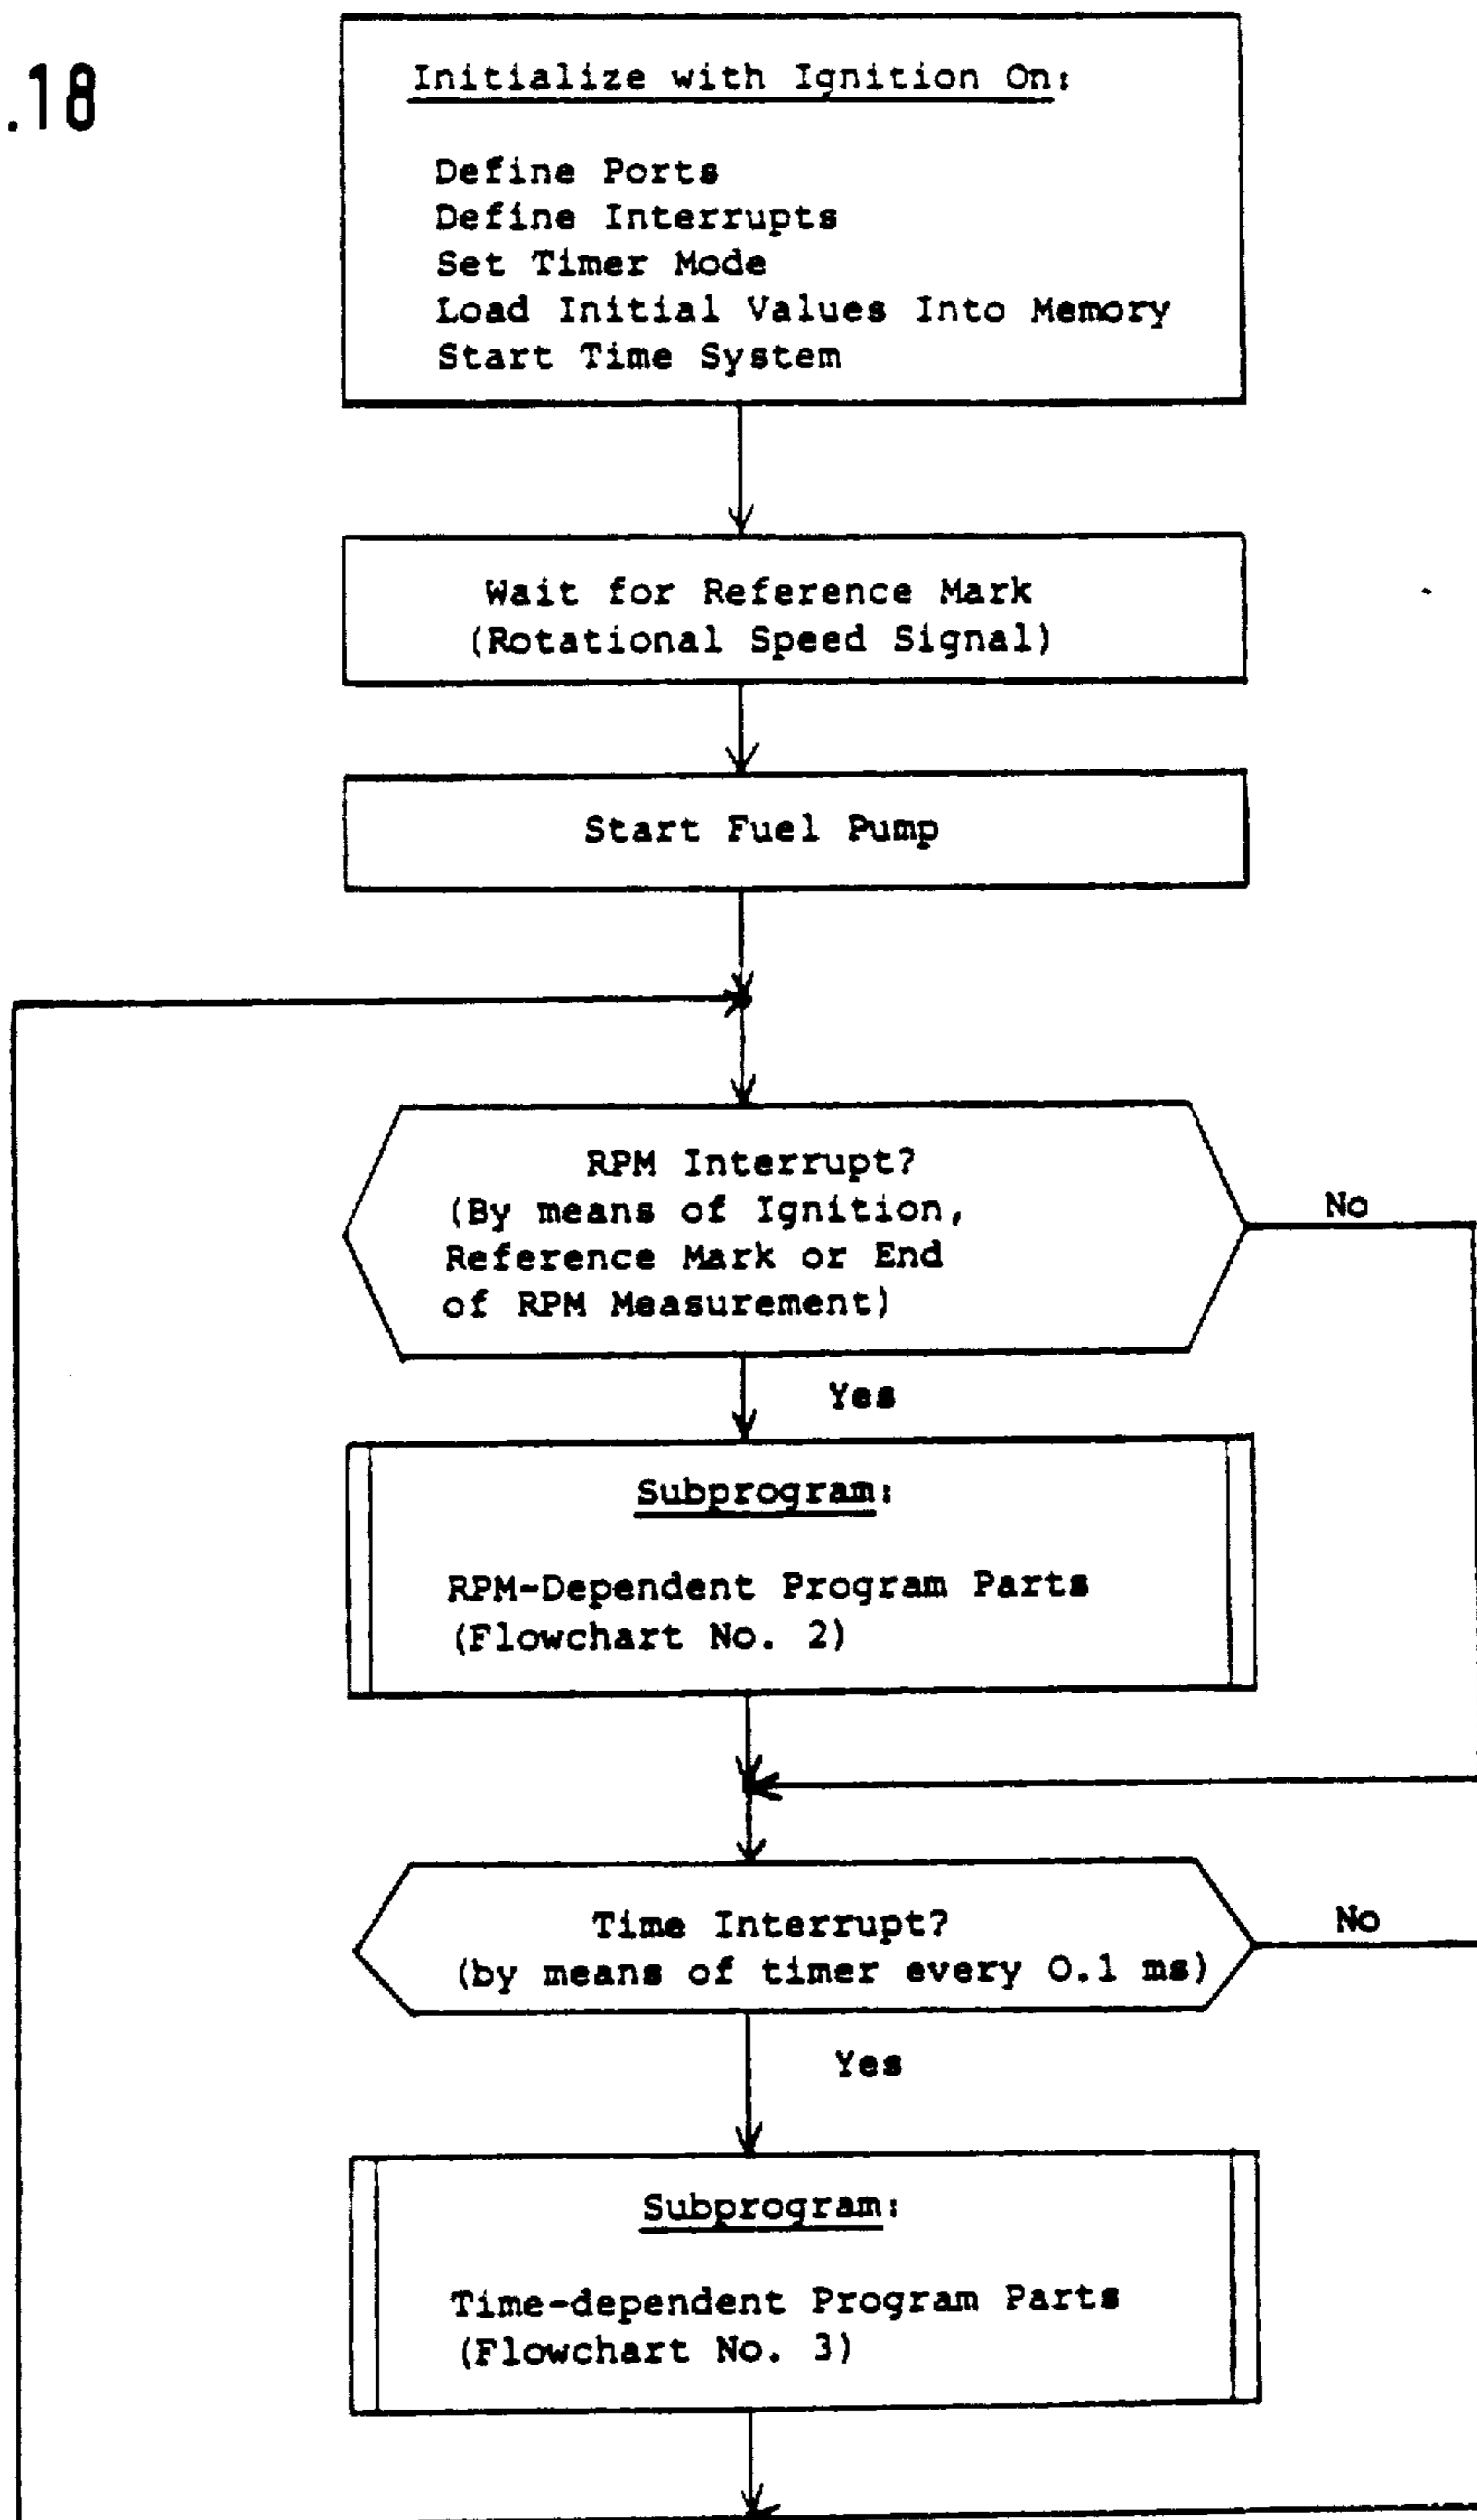 .18
Initialize with Ignition On:
Define Ports
Define Interrupts
Set Timer Mode
Load Initial Values Into Memory
Start Time System
Wait for Reference Mark
(Rotational Speed Signal)
Start Fuel Pump
RPM Interrupt?
(By means of Ignition,
Reference Mark or End
of RPM Measurement)
No
Yes
Subprogram:
RPM-Dependent Program Parts
(Flowchart No. 2)
Time Interrupt?
(by means of timer every 0.1 ms)
No
Yes
Subprogram:
Time-dependent Program Parts
(Flowchart No. 3)